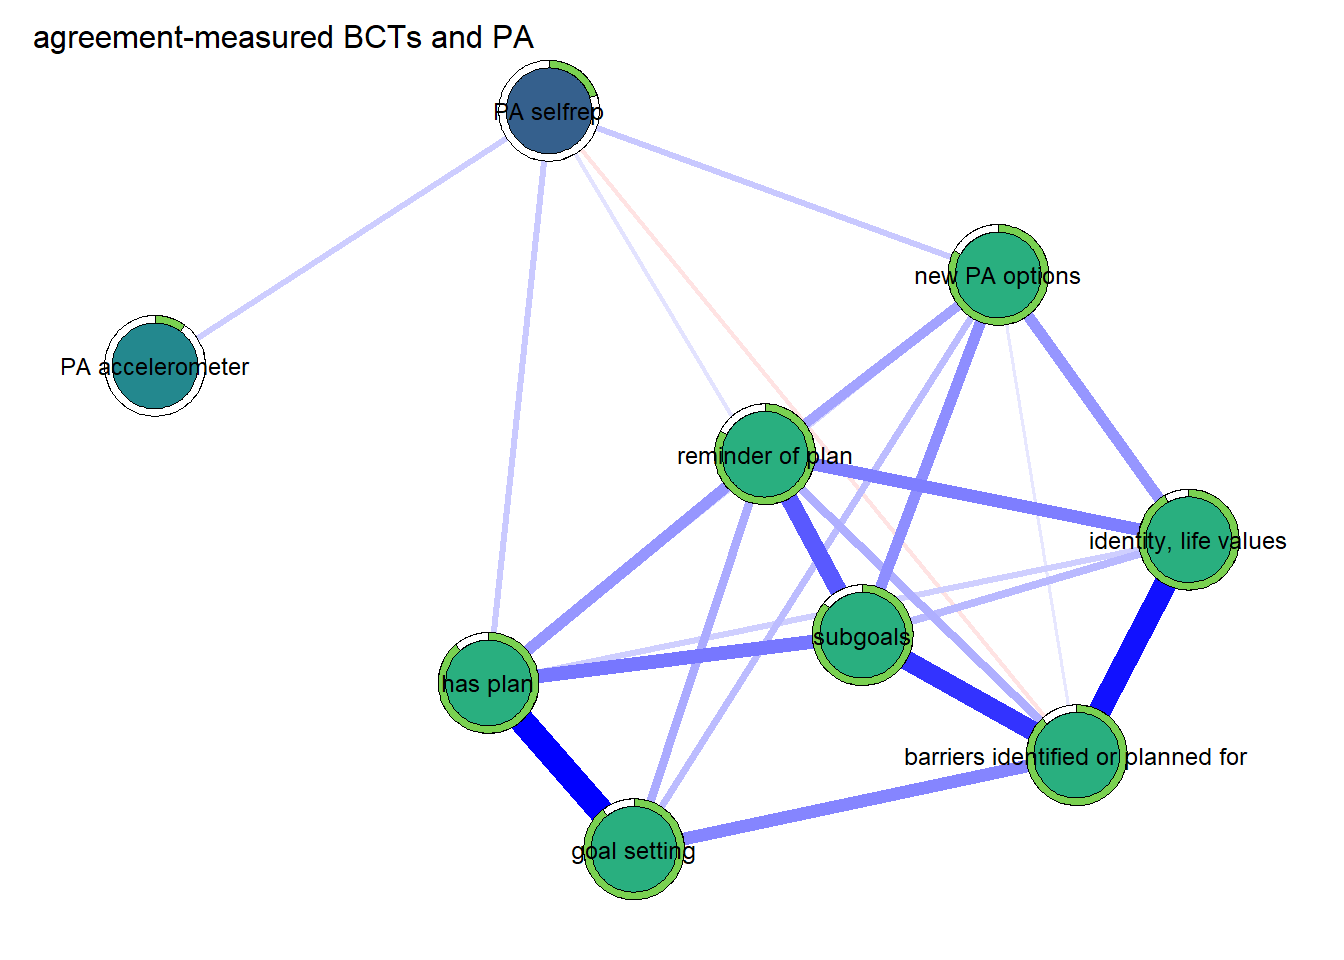 agreement-measured BCTs and PA
PA selfrep
new PA options
PA accelerometer
reminder of plan
identity, life values
subgoals
has plan
barriers identified or planned for
goal setting